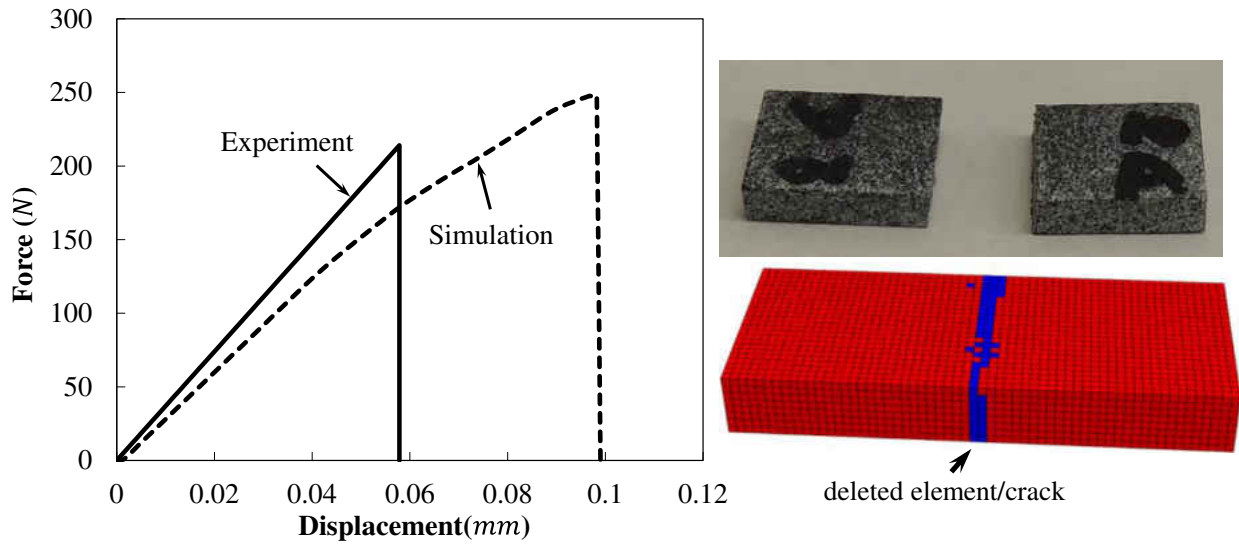 300
250
200
150
100
50
0
Force (N)
Experiment
Simulation
0 0.02 0.04 0.06 0.08 0.1 0.12
Displacement(mm)
deleted element/crack